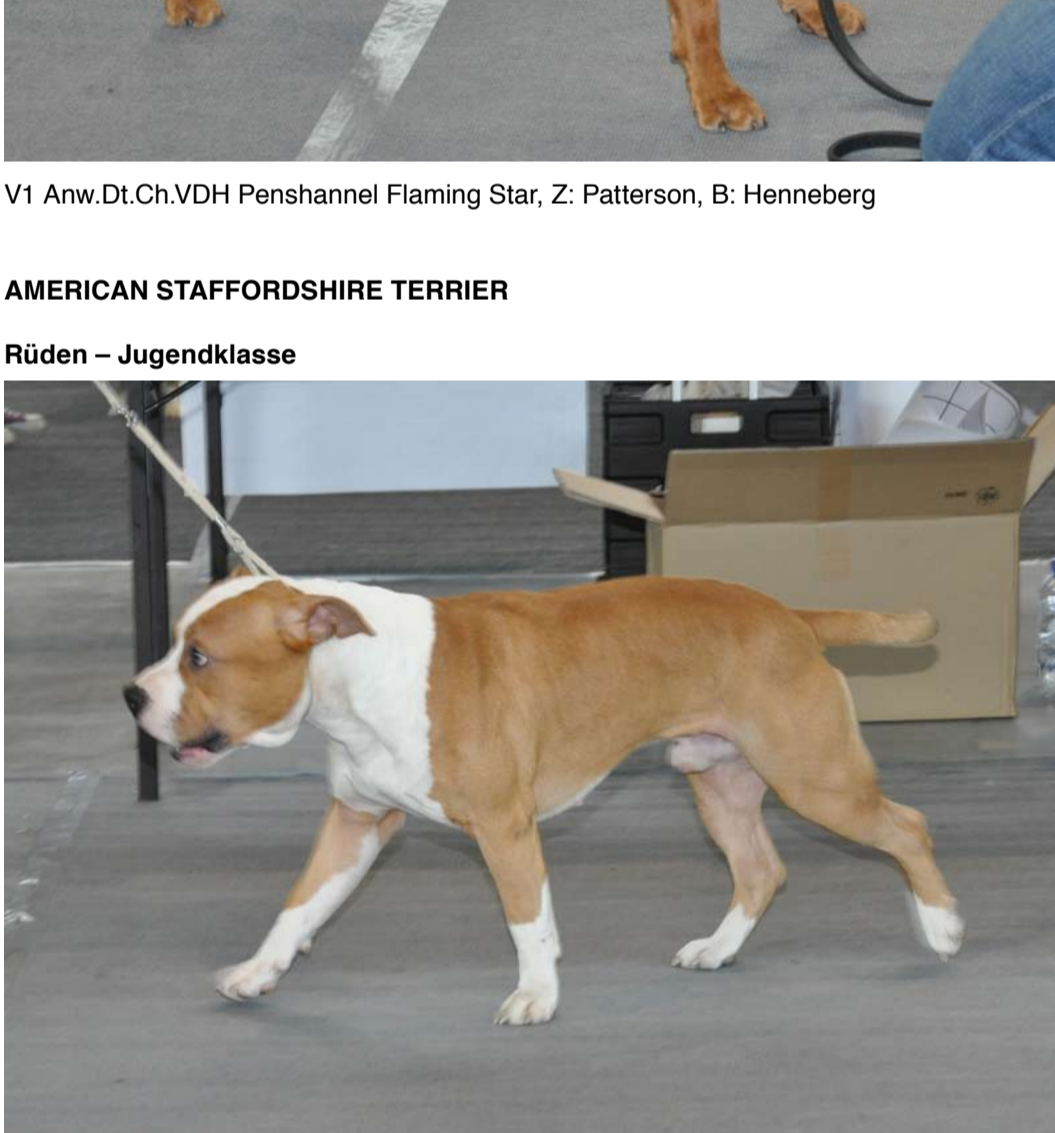 V1 Anw.Dt.Ch.VDH Penshannel Flaming Star, Z: Patterson, B: Henneberg
AMERICAN STAFFORDSHIRE TERRIER
Rüden – Jugendklasse